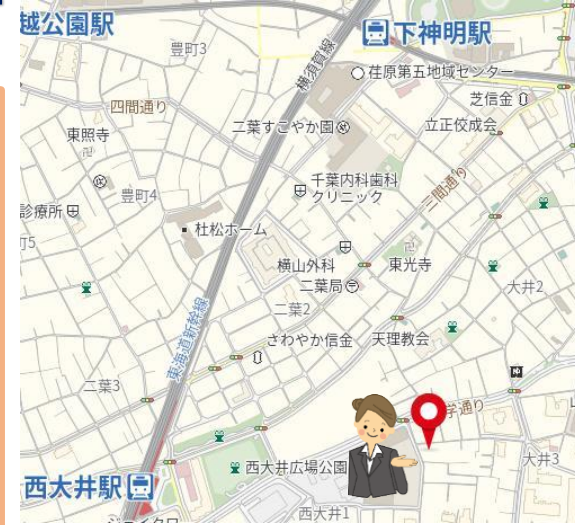 越公園駅
下神明駅
豊町3
横須賀線
荏原第五地域センター
芝信金
四間通り
二葉すこやか園
立正佼成会
東照寺
千葉内科歯科
クリニック
三間通り
豊町4
診療所
杜松ホーム
町5
横山外科
東光寺
二葉局
大井2
二葉2
東海道新幹線
さわやか信金
天理教会
二葉3
学通り
西大井広場公園
大井3
西大井駅
西大井1